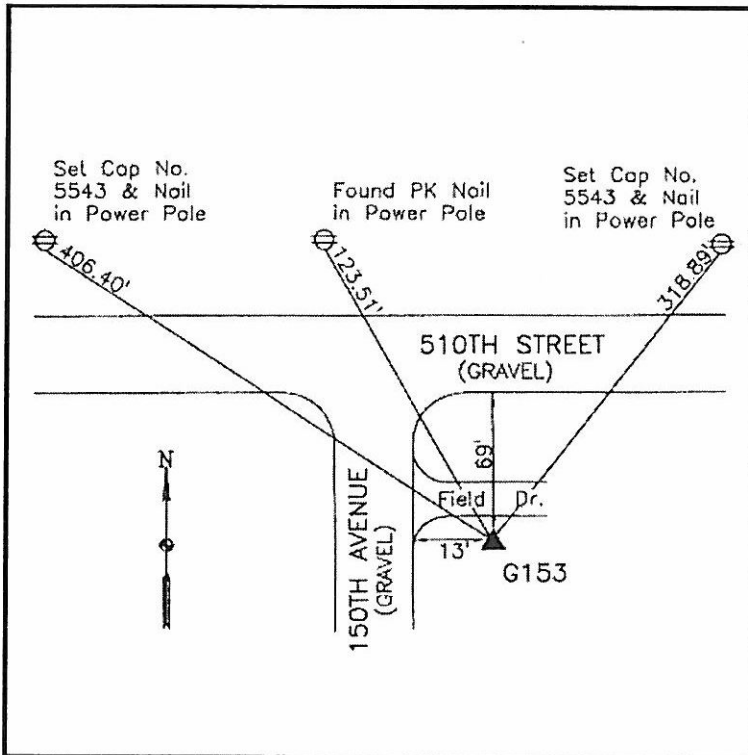 Set Cap No.
5543 & Nail
in Power Pole
Found PK Nail
in Power Pole
Set Cap No.
5543 & Nail
in Power Pole
406.40'
123.51'
318.89'
510TH STREET
(GRAVEL)
69'
N
150TH AVENUE
(GRAVEL)
Field Dr.
13'
G153